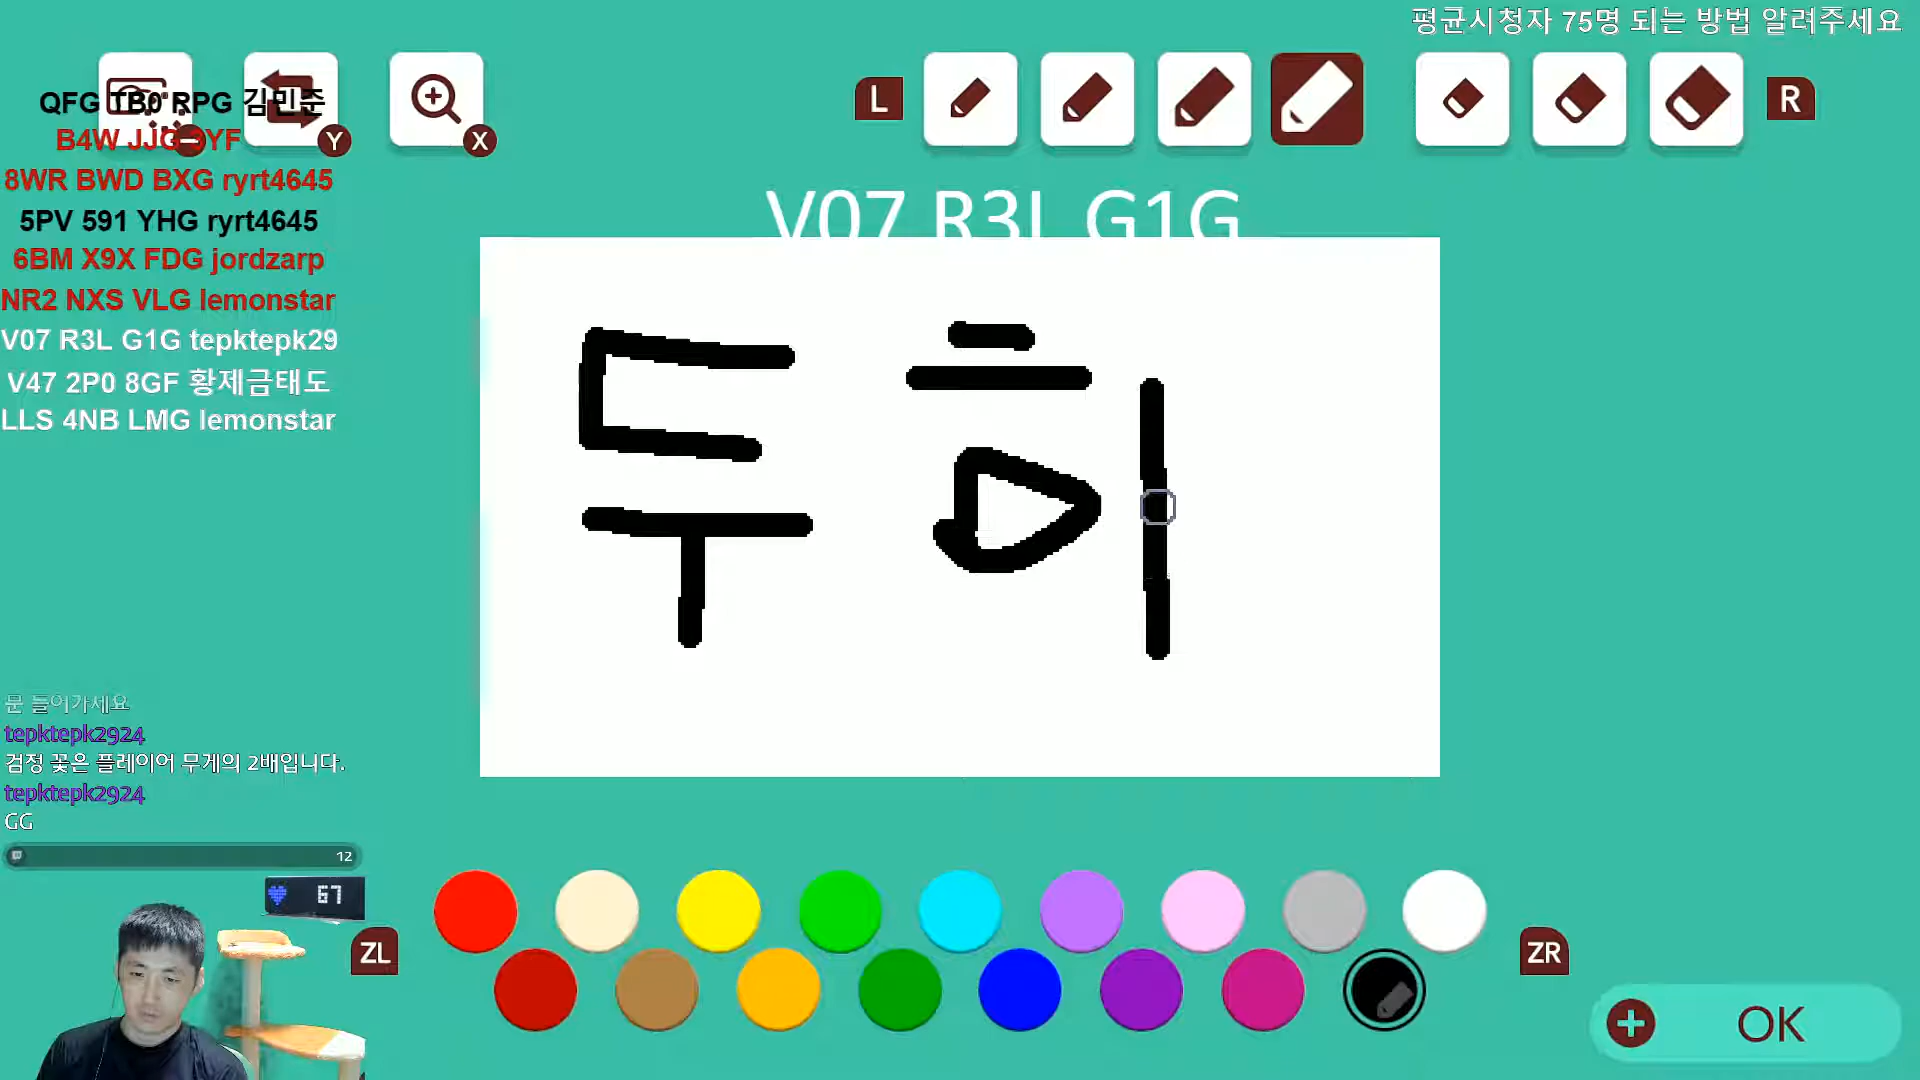 평균시청자 75명 되는 방법 알려주세요
QFG TB0 RPG 김민준
B4W JJG 3YF
8WR BWD BXG ryrt4645
5PV 591 YHG ryrt4645
6BM X9X FDG jordzarp
NR2 NXS VLG lemonstar
V07 R3L G1G tepktepk29
V47 2P0 8GF 황제금태도
LLS 4NB LMG lemonstar
Y
X
L
R
V07 R3L G1G
두히
문 들어가세요
tepktepk2924
검정 꽃은 플레이어 무게의 2배입니다.
tepktepk2924
GG
12
67
ZL
ZR
OK